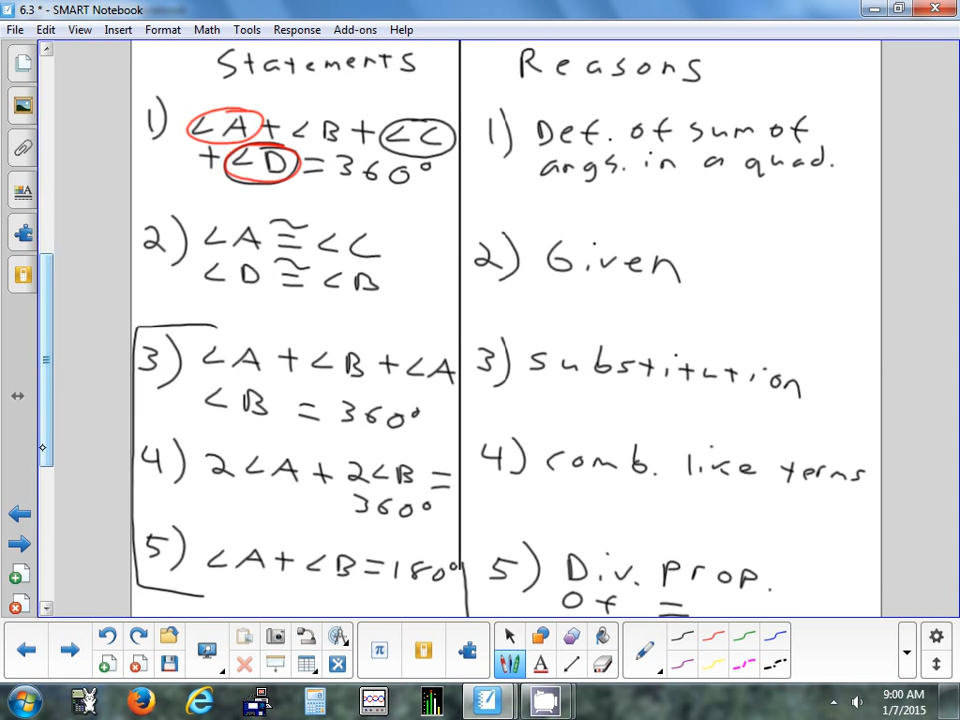 6.3 * - SMART Notebook
File Edit View Insert Format Math Tools Response Add-ons Help
Statements
Reasons
1) ∠A + ∠B + ∠C
+ ∠D = 360°
1) Def. of sum of
args. in a quad.
2) ∠A ≅ ∠C
∠D ≅ ∠B
2) Given
3) ∠A + ∠B + ∠A
∠B = 360°
3) substitution
4) 2∠A + 2∠B =
360°
4) comb. like terms
5) ∠A + ∠B = 180°
5) Div. prop.
of =
9:00 AM
1/7/2015